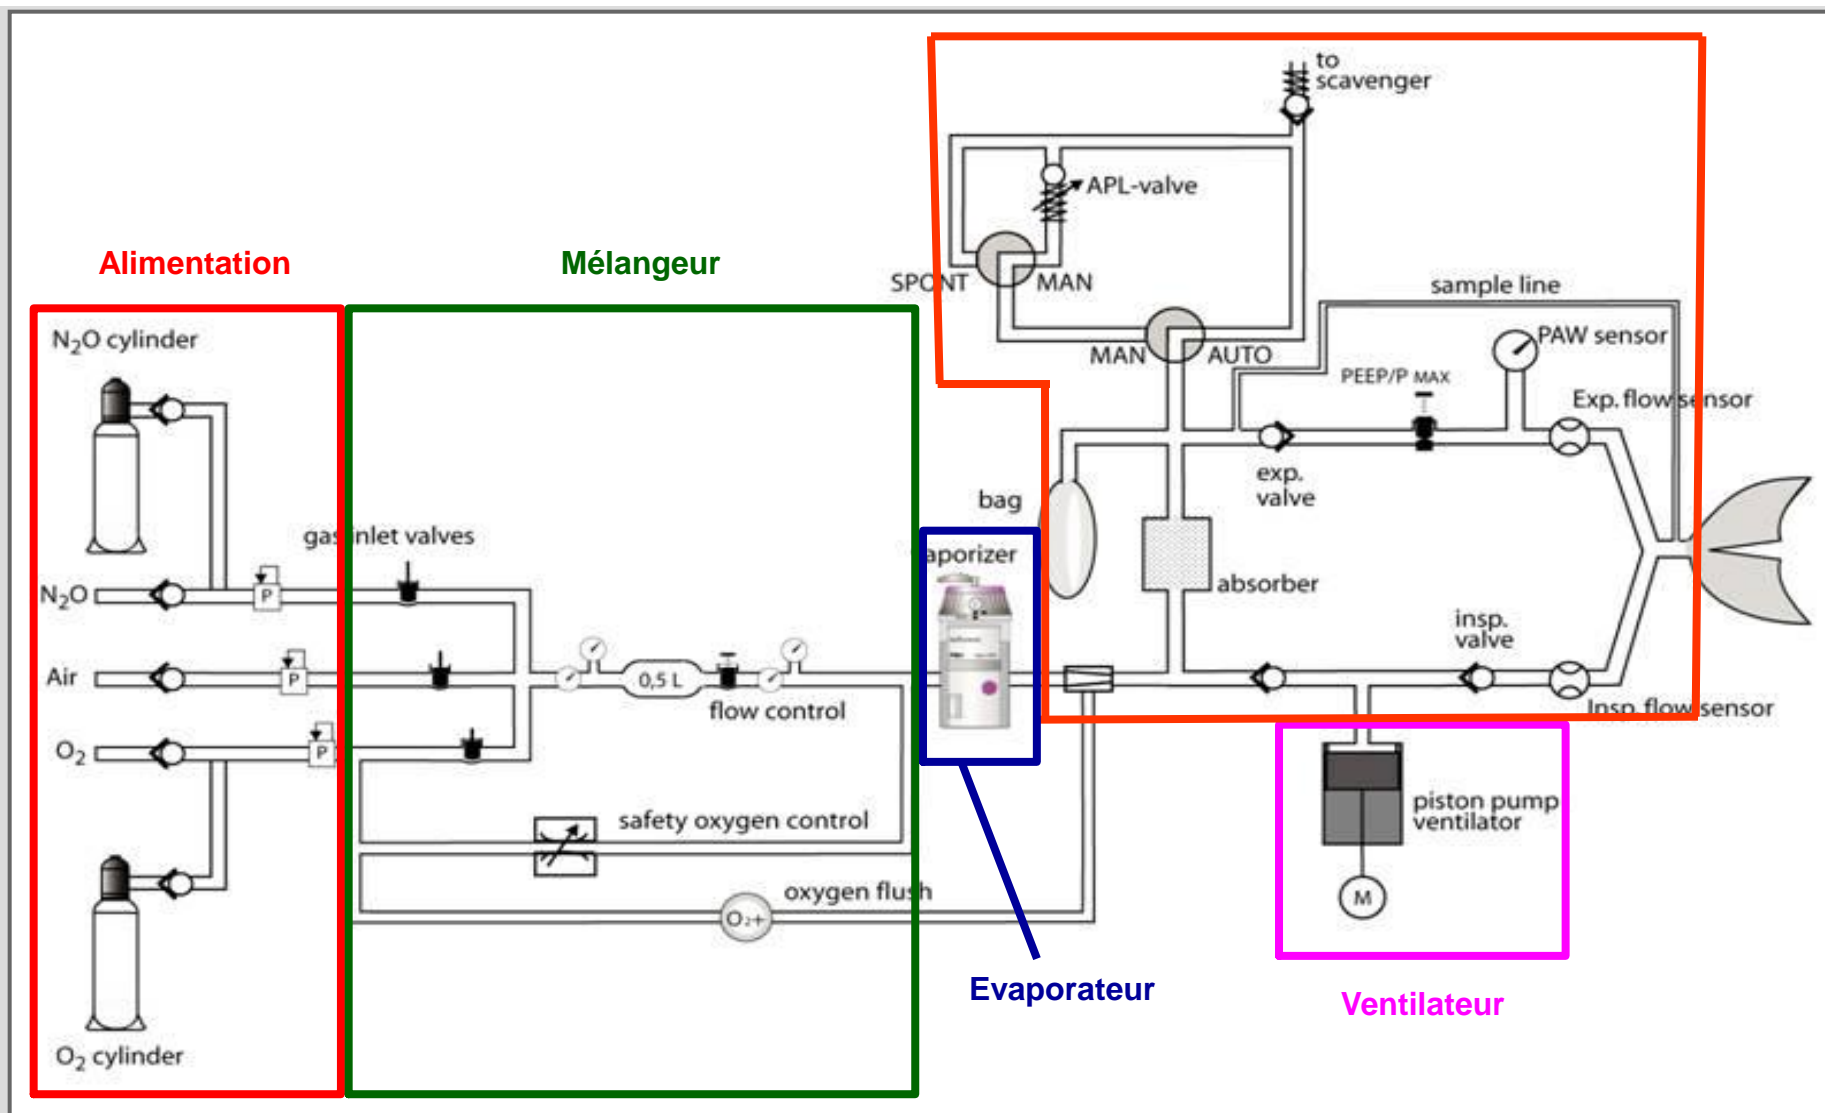 to
scavenger
APL-valve
Alimentation
Mélangeur
SPONT
MAN
sample line
N₂O cylinder
MAN
AUTO
PAW sensor
PEEP/P MAX
Exp. flow sensor
exp.
valve
bag
gas inlet valves
aporizer
absorber
N₂O
P
insp.
valve
Air
P
0,5 L
flow control
Insp. flow sensor
O₂
P
safety oxygen control
piston pump
ventilator
oxygen flush
M
O₂+
Evaporateur
Ventilateur
O₂ cylinder